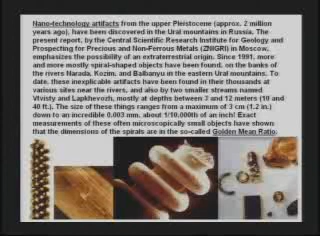 Nano-technology artifacts from the upper Pleistocene (approx. 2 million
years ago), have been discovered in the Ural mountains in Russia. The
present report, by the Central Scientific Research Institute for Geology and
Prospecting for Precious and Non-Ferrous Metals (ZNIGRI) in Moscow,
emphasizes the possibility of an extraterrestrial origin. Since 1991, more
and more mostly spiral-shaped objects have been found, on the banks of
the rivers Narada, Kozim, and Balbanyu in the eastern Ural mountains. To
date, these inexplicable artifacts have been found in their thousands at
various sites near the rivers, and also by two smaller streams named
Vtvisty and Lapkhevozh, mostly at depths between 3 and 12 meters (10 and
40 ft.). The size of these things ranges from a maximum of 3 cm (1.2 in.)
down to an incredible 0.003 mm, about 1/10,000th of an inch! Exact
measurements of these often microscopically small objects have shown
that the dimensions of the spirals are in the so-called Golden Mean Ratio.